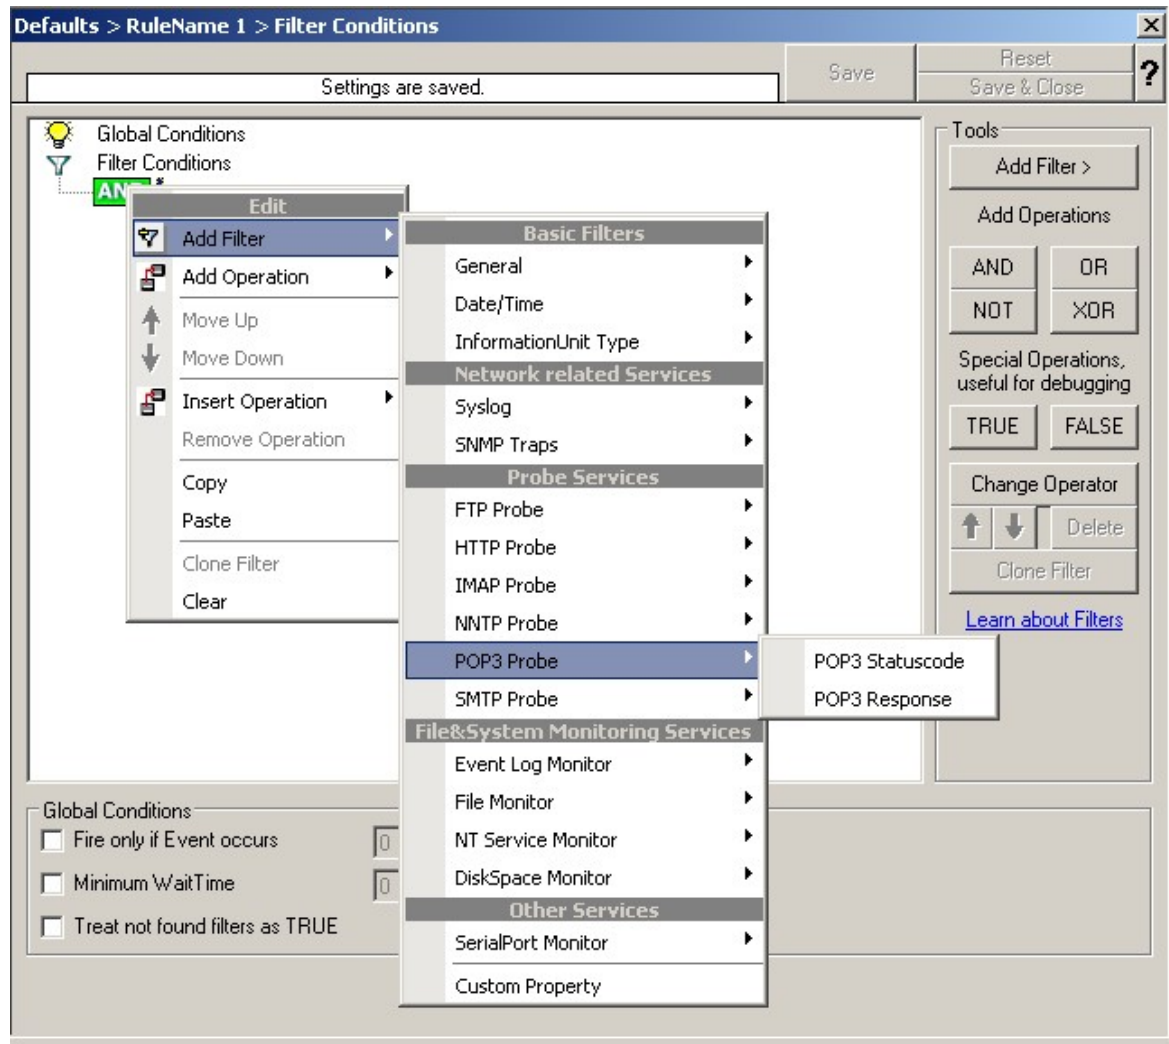 Defaults > RuleName 1 > Filter Conditions
Settings are saved.
Save
Reset
Save & Close
?
Global Conditions
Filter Conditions
Edit
Add Filter
Add Operation
Move Up
Move Down
Insert Operation
Remove Operation
Copy
Paste
Clone Filter
Clear
Basic Filters
General
Date/Time
InformationUnit Type
Network related Services
Syslog
SNMP Traps
Probe Services
FTP Probe
HTTP Probe
IMAP Probe
NNTP Probe
POP3 Probe
SMTP Probe
File&System Monitoring Services
Event Log Monitor
File Monitor
NT Service Monitor
DiskSpace Monitor
Other Services
SerialPort Monitor
Custom Property
POP3 Statuscode
POP3 Response
Tools
Add Filter >
Add Operations
AND OR
NOT XOR
Special Operations,
useful for debugging
TRUE FALSE
Change Operator
Delete
Clone Filter
Learn about Filters
Global Conditions
Fire only if Event occurs 0
Minimum WaitTime 0
Treat not found filters as TRUE